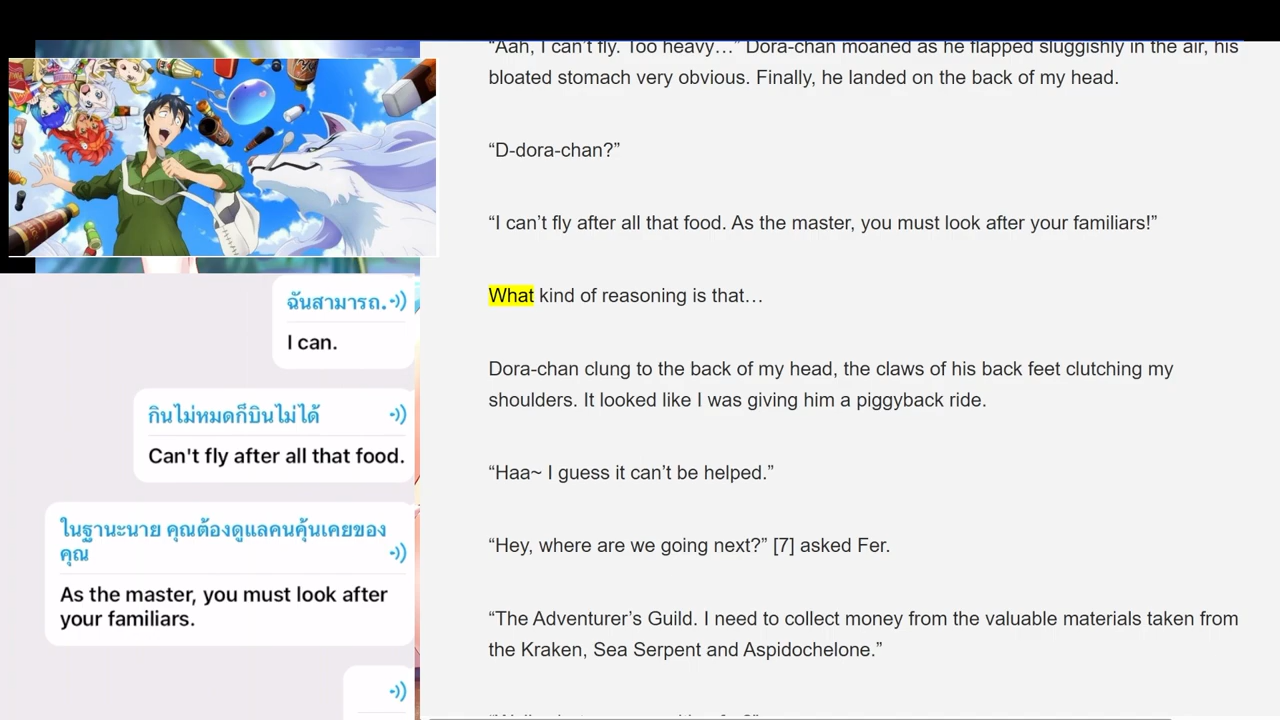 ฉันสามารถ.
I can.
กินไม่หมดก็บินไม่ได้
Can't fly after all that food.
ในฐานะนาย คุณต้องดูแลคนคุ้นเคยของ
คุณ
As the master, you must look after
your familiars.
“Aah, I can’t fly. Too heavy…” Dora-chan moaned as he flapped sluggishly in the air, his
bloated stomach very obvious. Finally, he landed on the back of my head.
“D-dora-chan?”
“I can’t fly after all that food. As the master, you must look after your familiars!”
What kind of reasoning is that…
Dora-chan clung to the back of my head, the claws of his back feet clutching my
shoulders. It looked like I was giving him a piggyback ride.
“Haa~ I guess it can’t be helped.”
“Hey, where are we going next?” [7] asked Fer.
“The Adventurer’s Guild. I need to collect money from the valuable materials taken from
the Kraken, Sea Serpent and Aspidochelone.”